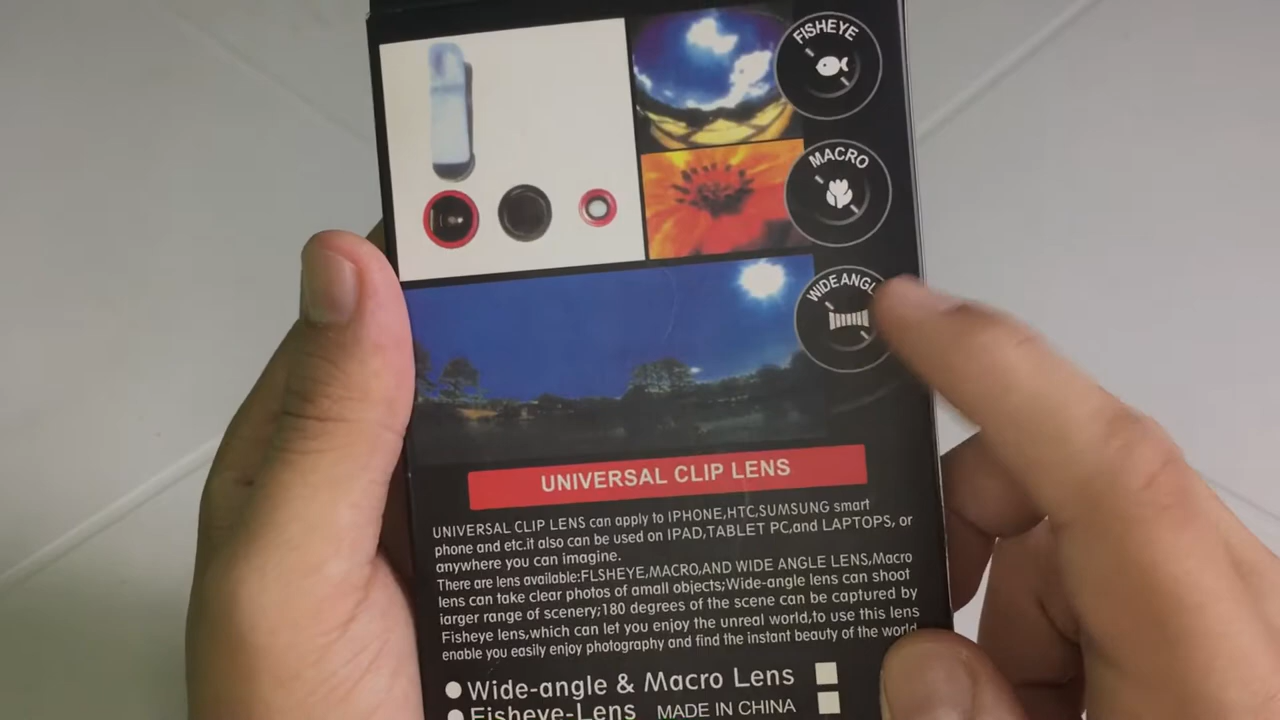 FISHEYE
MACRO
WIDE ANGL
UNIVERSAL CLIP LENS
UNIVERSAL CLIP LENS can apply to IPHONE,HTC,SUMSUNG smart
phone and etc.it also can be used on IPAD,TABLET PC,and LAPTOPS, or
anywhere you can imagine.
There are lens available:FLSHEYE,MACRO,AND WIDE ANGLE LENS,Macro
lens can take clear photos of amall objects;Wide-angle lens can shoot
larger range of scenery;180 degrees of the scene can be captured by
Fisheye lens,which can let you enjoy the unreal world,to use this lens
enable you easily enjoy photography and find the instant beauty of the world
Wide-angle & Macro Lens
Fisheye-Lens MADE IN CHINA